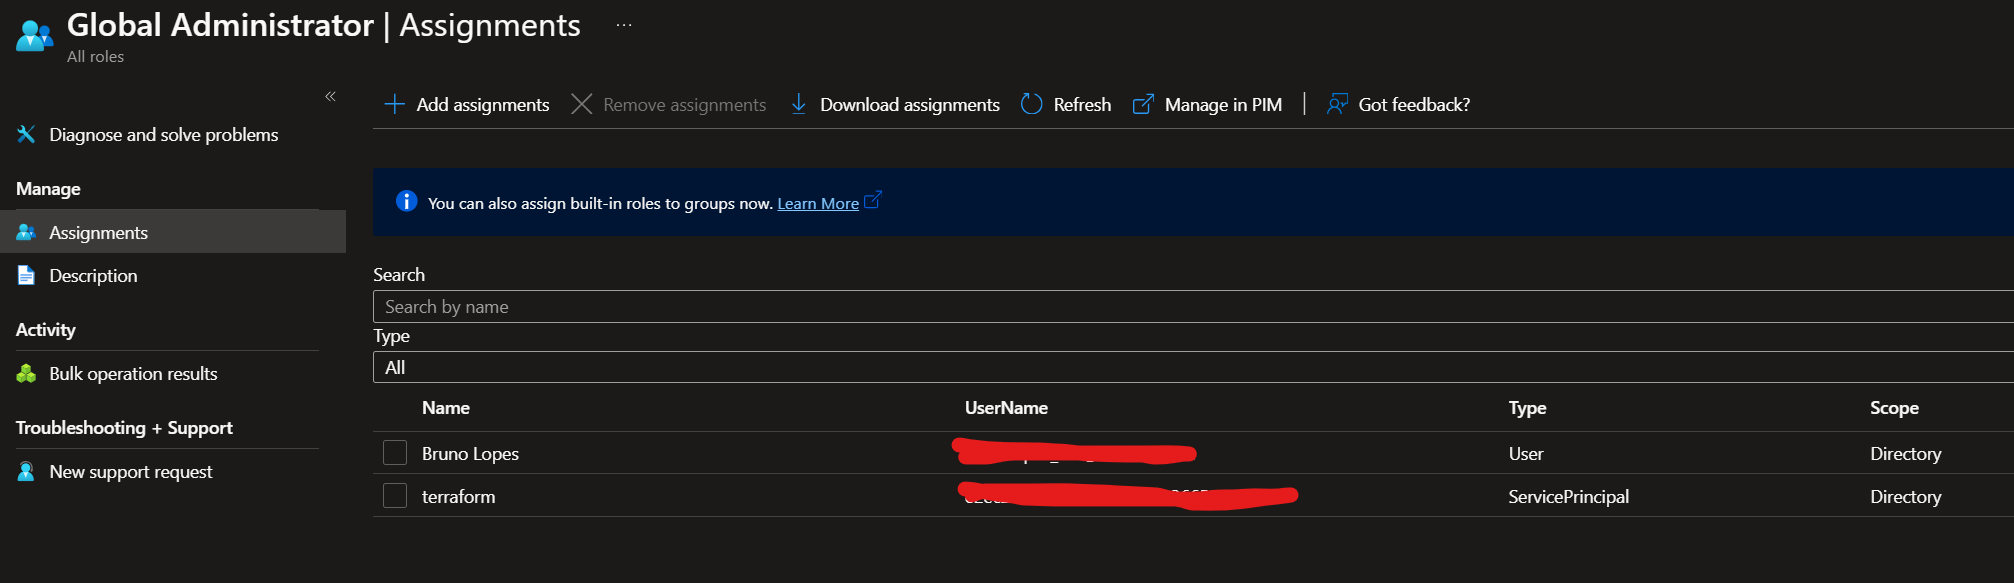 Global Administrator | Assignments ...
All roles
«
Diagnose and solve problems
Manage
Assignments
Description
Activity
Bulk operation results
Troubleshooting + Support
New support request
Add assignments Remove assignments Download assignments Refresh Manage in PIM | Got feedback?
You can also assign built-in roles to groups now. Learn More
Search
Search by name
Type
All
Name UserName Type Scope
Bruno Lopes User Directory
terraform ServicePrincipal Directory